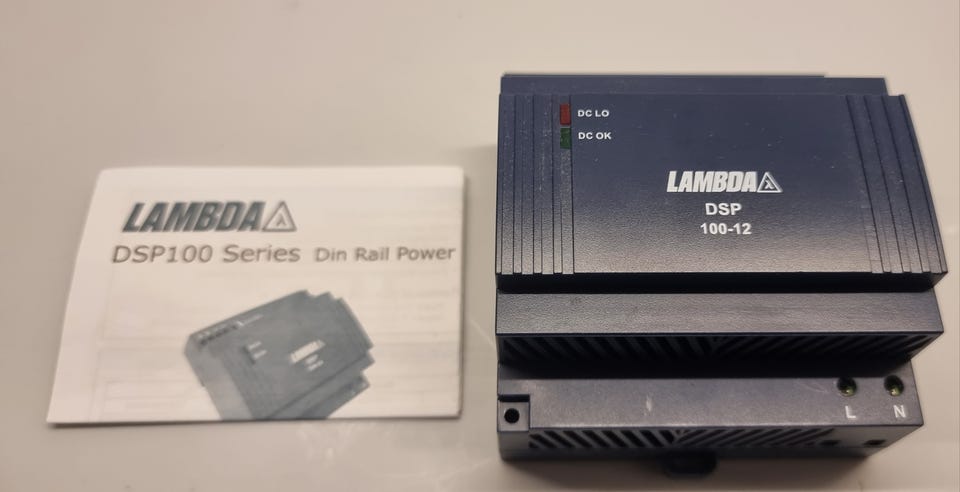 LAMBDA
DSP100 Series Din Rail Power
DC LO
DC OK
LAMBDA
DSP
100-12
L N